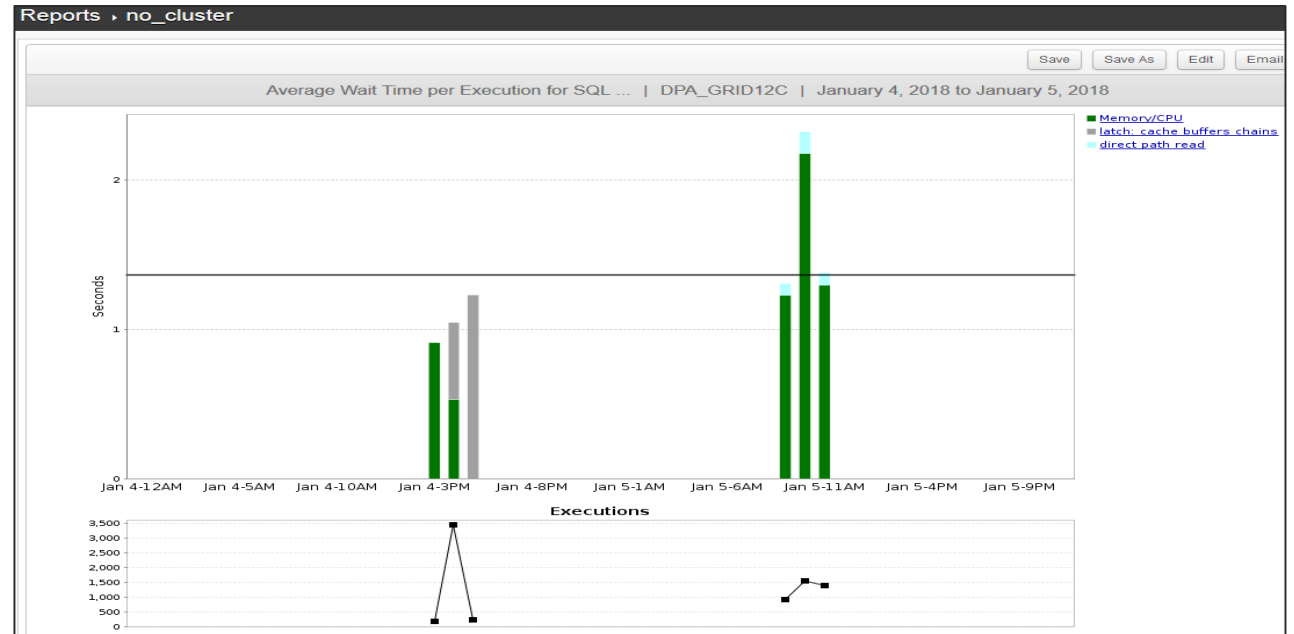 Reports › no_cluster
Save Save As Edit Email
Average Wait Time per Execution for SQL ... | DPA_GRID12C | January 4, 2018 to January 5, 2018
Memory/CPU
latch: cache buffers chains
direct path read
2
Seconds
1
0
Jan 4-12AM Jan 4-5AM Jan 4-10AM Jan 4-3PM Jan 4-8PM Jan 5-1AM Jan 5-6AM Jan 5-11AM Jan 5-4PM Jan 5-9PM
Executions
3,500
3,000
2,500
2,000
1,500
1,000
500
0